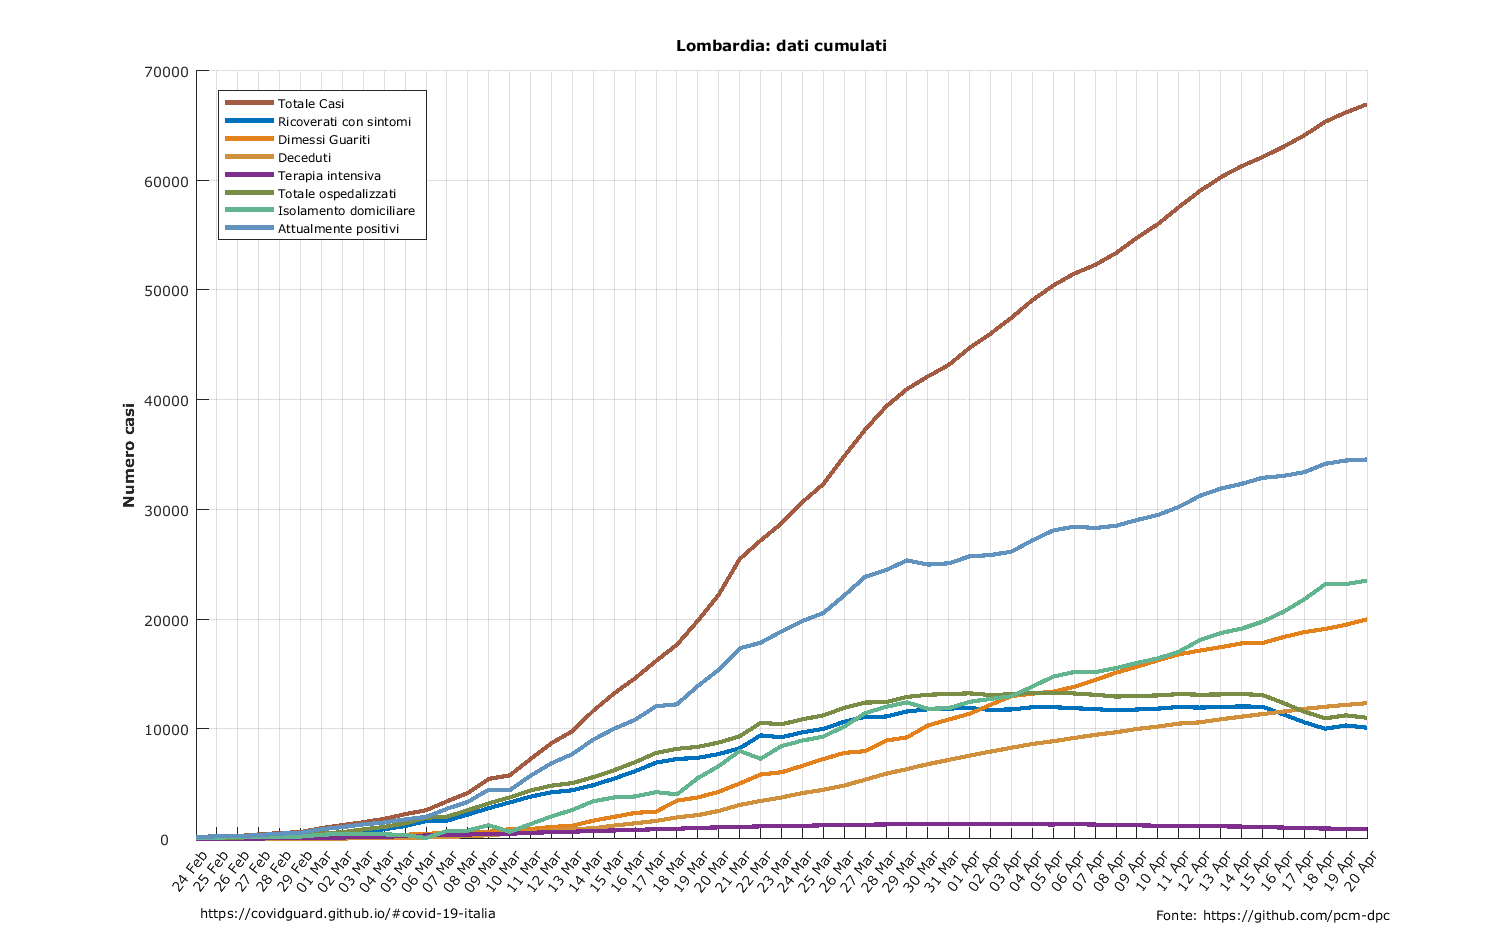 Lombardia: dati cumulati
Numero casi
70000
60000
50000
40000
30000
20000
10000
0
Totale Casi
Ricoverati con sintomi
Dimessi Guariti
Deceduti
Terapia intensiva
Totale ospedalizzati
Isolamento domiciliare
Attualmente positivi
24 Feb
25 Feb
26 Feb
27 Feb
28 Feb
29 Feb
01 Mar
02 Mar
03 Mar
04 Mar
05 Mar
06 Mar
07 Mar
08 Mar
09 Mar
10 Mar
11 Mar
12 Mar
13 Mar
14 Mar
15 Mar
16 Mar
17 Mar
18 Mar
19 Mar
20 Mar
21 Mar
22 Mar
23 Mar
24 Mar
25 Mar
26 Mar
27 Mar
28 Mar
29 Mar
30 Mar
31 Mar
01 Apr
02 Apr
03 Apr
04 Apr
05 Apr
06 Apr
07 Apr
08 Apr
09 Apr
10 Apr
11 Apr
12 Apr
13 Apr
14 Apr
15 Apr
16 Apr
17 Apr
18 Apr
19 Apr
20 Apr
https://covidguard.github.io/#covid-19-italia
Fonte: https://github.com/pcm-dpc